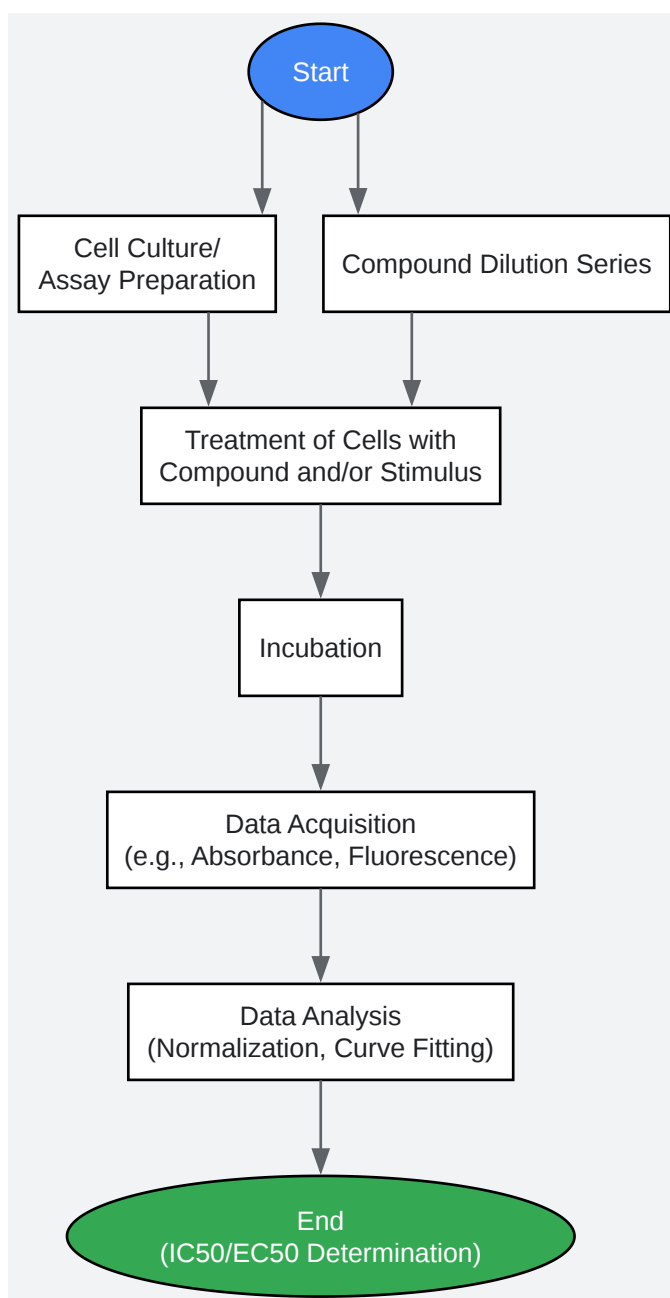 Start
Cell Culture/
Assay Preparation
Compound Dilution Series
Treatment of Cells with
Compound and/or Stimulus
Incubation
Data Acquisition
(e.g., Absorbance, Fluorescence)
Data Analysis
(Normalization, Curve Fitting)
End
(IC50/EC50 Determination)